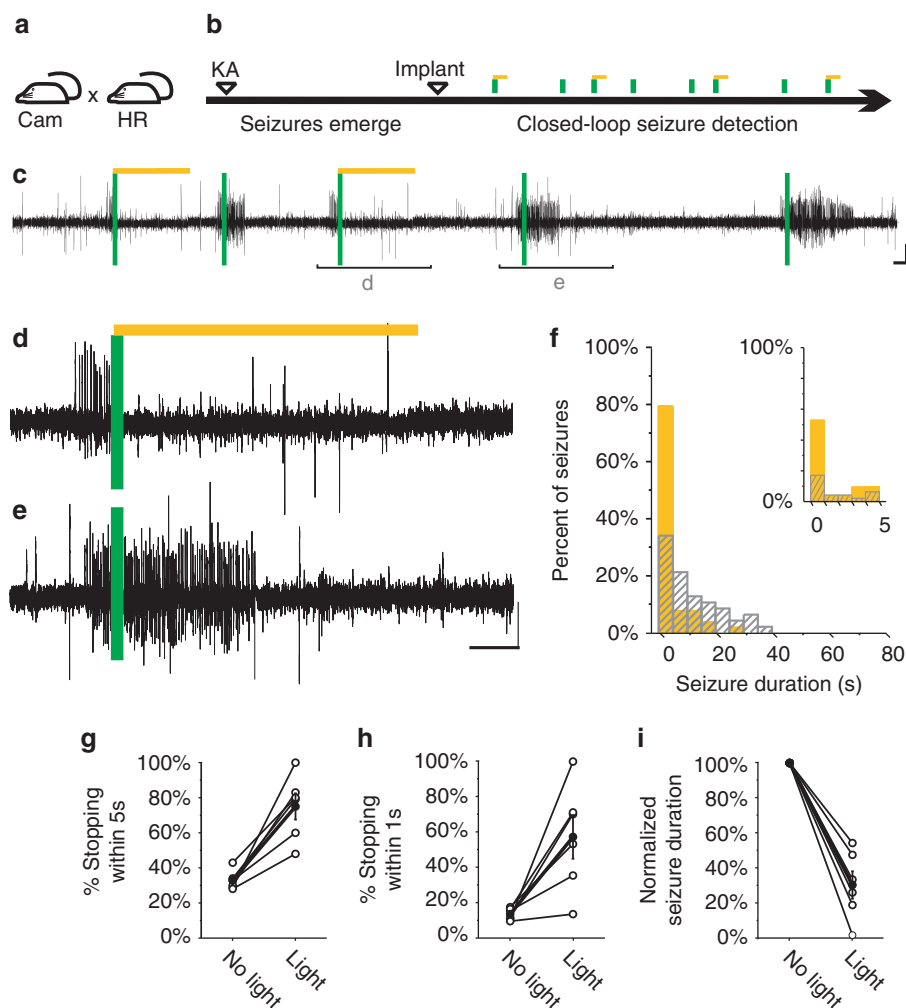 a
b
KA
Implant
Cam x HR
Seizures emerge
Closed-loop seizure detection
c
d
e
d
e
f
100%
80%
60%
40%
20%
0%
Percent of seizures
0 20 40 60 80
Seizure duration (s)
100%
0%
0 5
g
100%
80%
60%
40%
20%
0%
% Stopping
within 5s
No light
Light
h
100%
80%
60%
40%
20%
0%
% Stopping
within 1s
No light
Light
i
100%
80%
60%
40%
20%
0%
Normalized
seizure duration
No light
Light